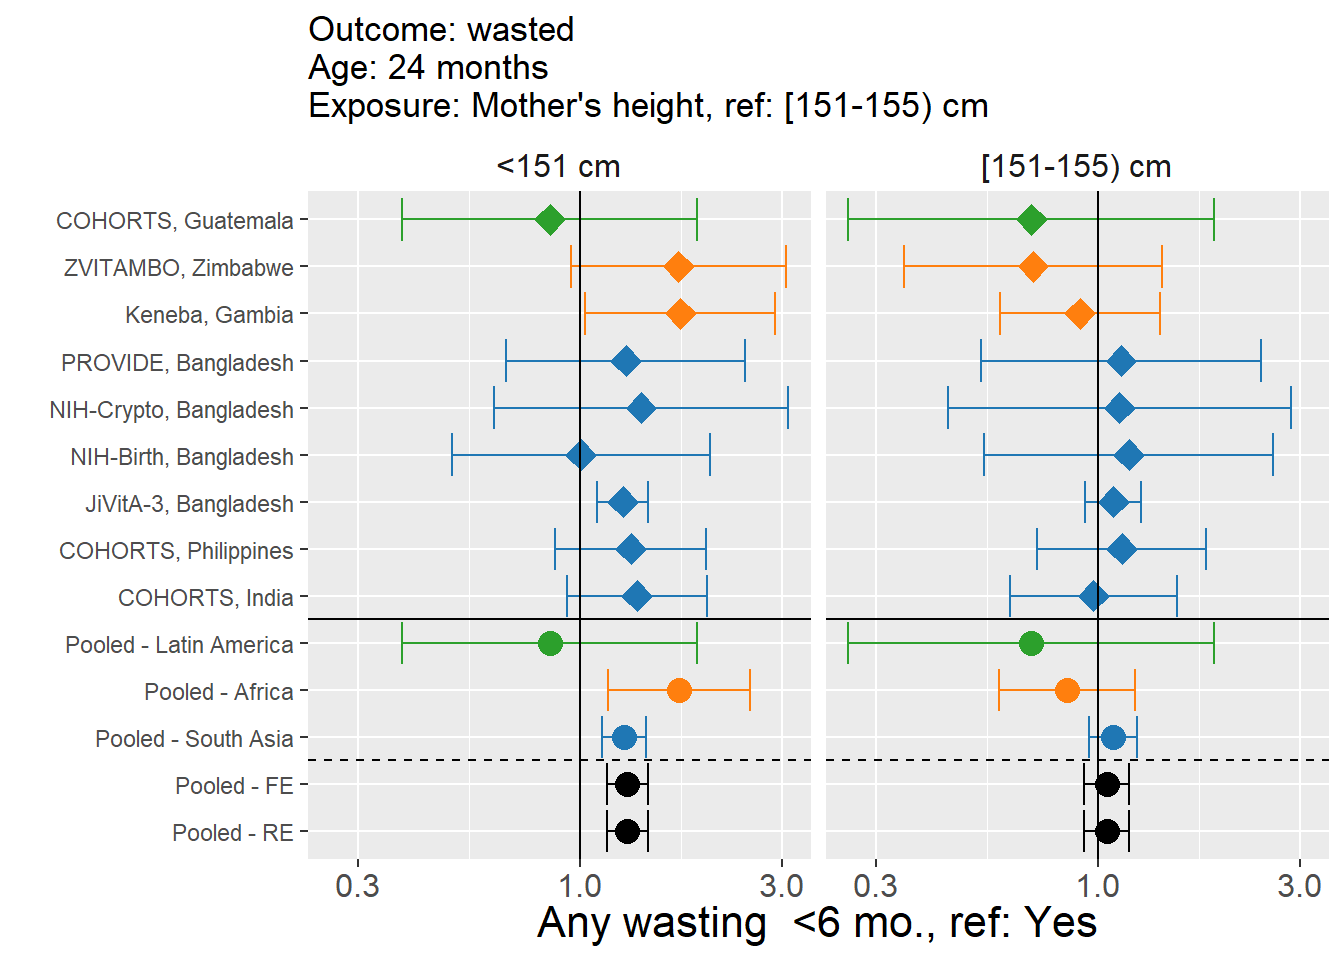 Outcome: wasted
Age: 24 months
Exposure: Mother's height, ref: [151-155) cm
<151 cm
[151-155) cm
COHORTS, Guatemala
ZVITAMBO, Zimbabwe
Keneba, Gambia
PROVIDE, Bangladesh
NIH-Crypto, Bangladesh
NIH-Birth, Bangladesh
JiVitA-3, Bangladesh
COHORTS, Philippines
COHORTS, India
Pooled - Latin America
Pooled - Africa
Pooled - South Asia
Pooled - FE
Pooled - RE
0.3 1.0 3.0 0.3 1.0 3.0
Any wasting  <6 mo., ref: Yes